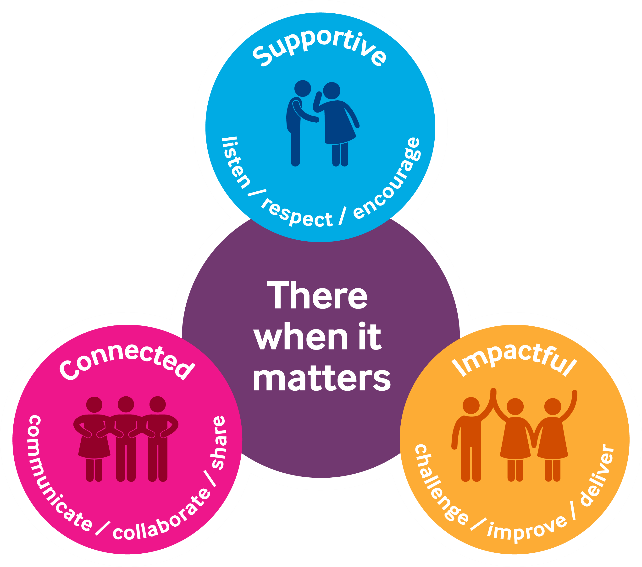 Supportive
listen / respect / encourage
There
when it
matters
Connected
communicate / collaborate / share
Impactful
challenge / improve / deliver